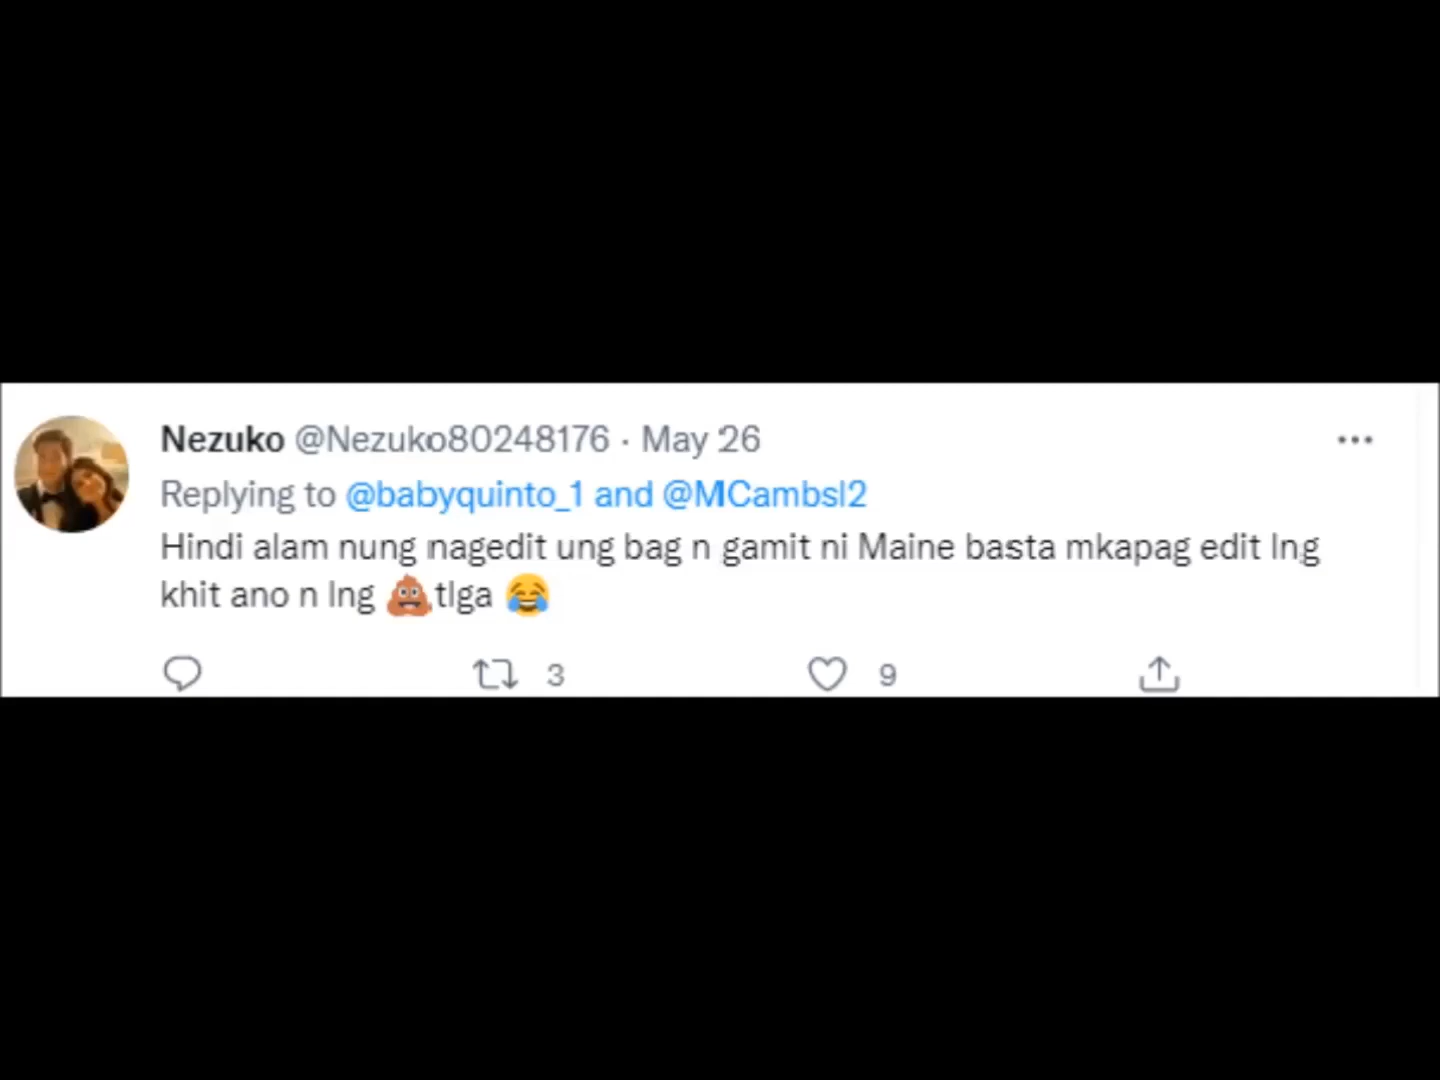 Nezuko @Nezuko80248176 · May 26
Replying to @babyquinto_1 and @MCambsl2
Hindi alam nung nagedit ung bag n gamit ni Maine basta mkapag edit lng
khit ano n lng 💩tlga 😂
3 9